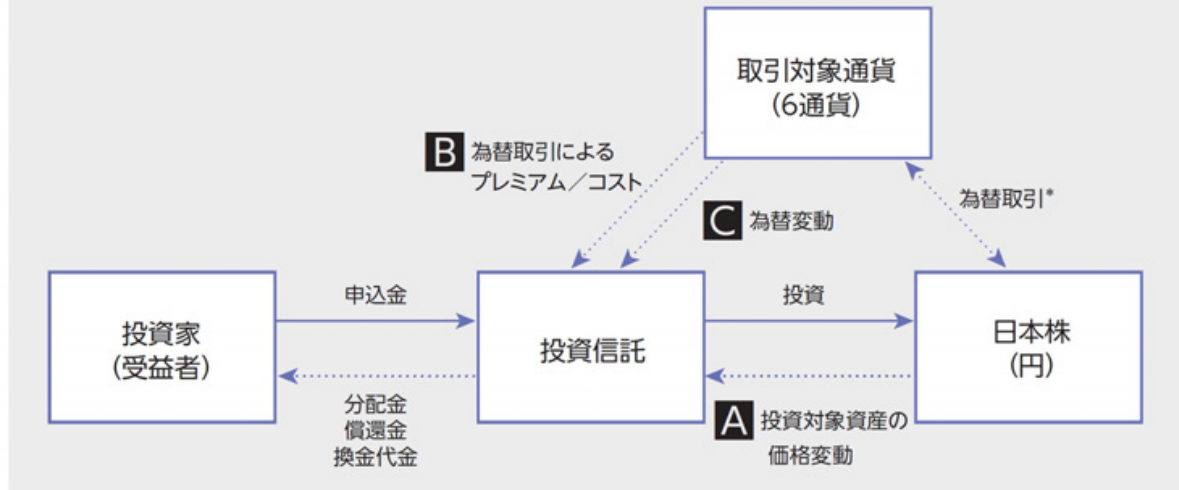 取引対象通貨
(6通貨)
B 為替取引による
プレミアム／コスト
C 為替変動
為替取引*
投資家
(受益者)
申込金
分配金
償還金
換金代金
投資信託
投資
A 投資対象資産の
価格変動
日本株
(円)